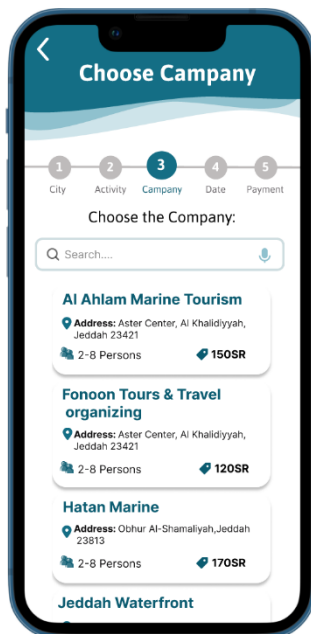 Choose Campany
1 2 3 4 5
City Activity Company Date Payment
Choose the Company:
Search....
Al Ahlam Marine Tourism
Address: Aster Center, Al Khalidiyyah,
Jeddah 23421
2-8 Persons 150SR
Fonoon Tours & Travel
organizing
Address: Aster Center, Al Khalidiyyah,
Jeddah 23421
2-8 Persons 120SR
Hatan Marine
Address: Obhur Al-Shamaliyah,Jeddah
23813
2-8 Persons 170SR
Jeddah Waterfront